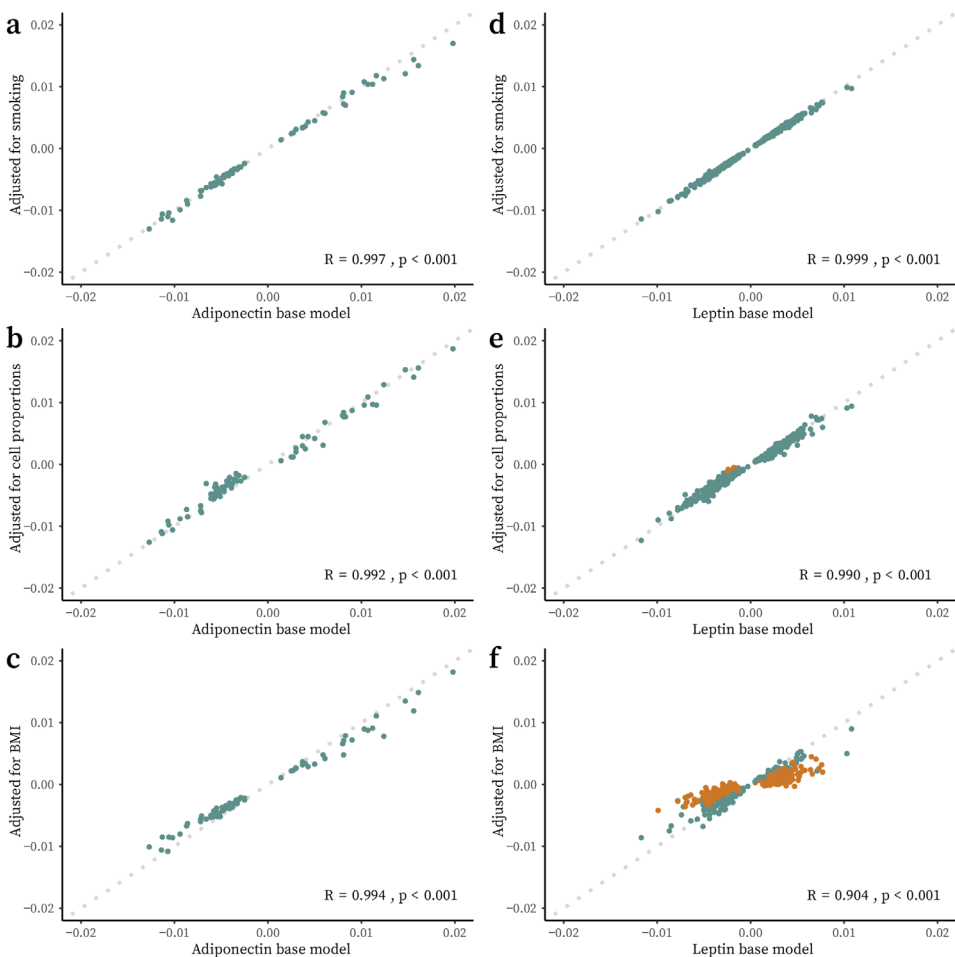 a
Adjusted for smoking
0.02
0.01
0.00
−0.01
−0.02
R = 0.997 , p < 0.001
−0.02 −0.01 0.00 0.01 0.02
Adiponectin base model
d
Adjusted for smoking
0.02
0.01
0.00
−0.01
−0.02
R = 0.999 , p < 0.001
−0.02 −0.01 0.00 0.01 0.02
Leptin base model
b
Adjusted for cell proportions
0.02
0.01
0.00
−0.01
−0.02
R = 0.992 , p < 0.001
−0.02 −0.01 0.00 0.01 0.02
Adiponectin base model
e
Adjusted for cell proportions
0.02
0.01
0.00
−0.01
−0.02
R = 0.990 , p < 0.001
−0.02 −0.01 0.00 0.01 0.02
Leptin base model
c
Adjusted for BMI
0.02
0.01
0.00
−0.01
−0.02
R = 0.994 , p < 0.001
−0.02 −0.01 0.00 0.01 0.02
Adiponectin base model
f
Adjusted for BMI
0.02
0.01
0.00
−0.01
−0.02
R = 0.904 , p < 0.001
−0.02 −0.01 0.00 0.01 0.02
Leptin base model